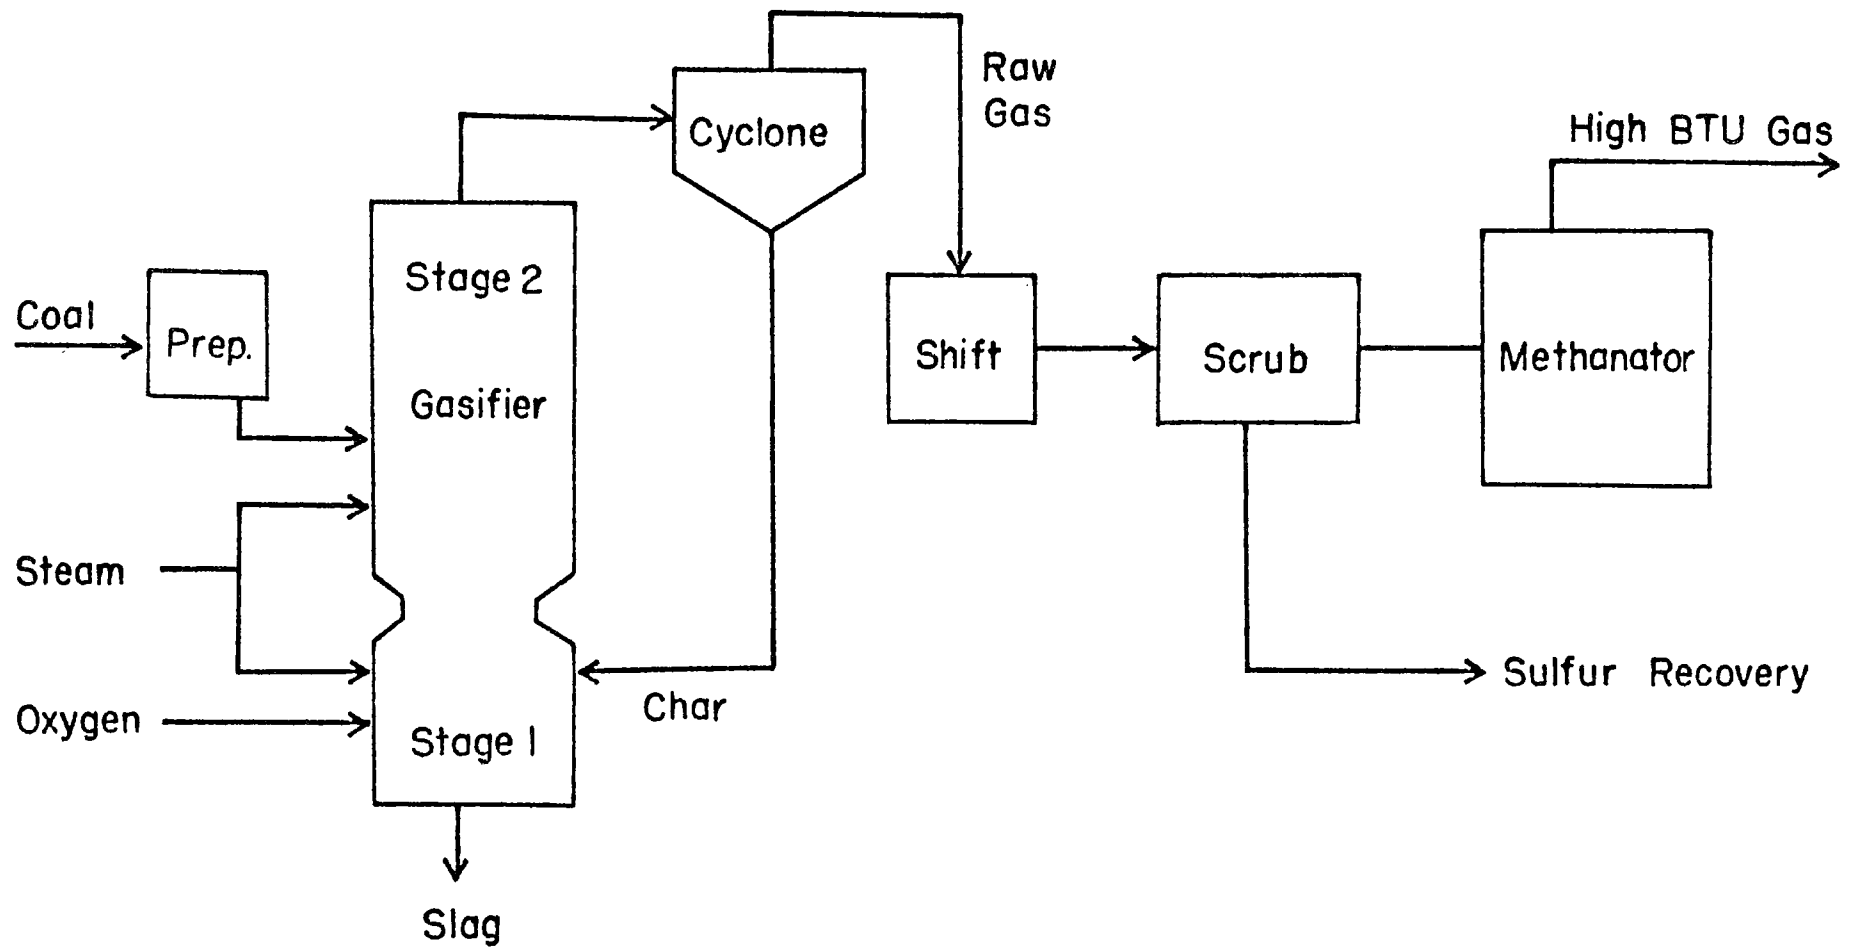 Raw
Gas
High BTU Gas
Cyclone
Stage 2
Coal
Prep.
Gasifier
Shift
Scrub
Methanator
Steam
Oxygen
Char
Stage 1
Sulfur Recovery
Slag